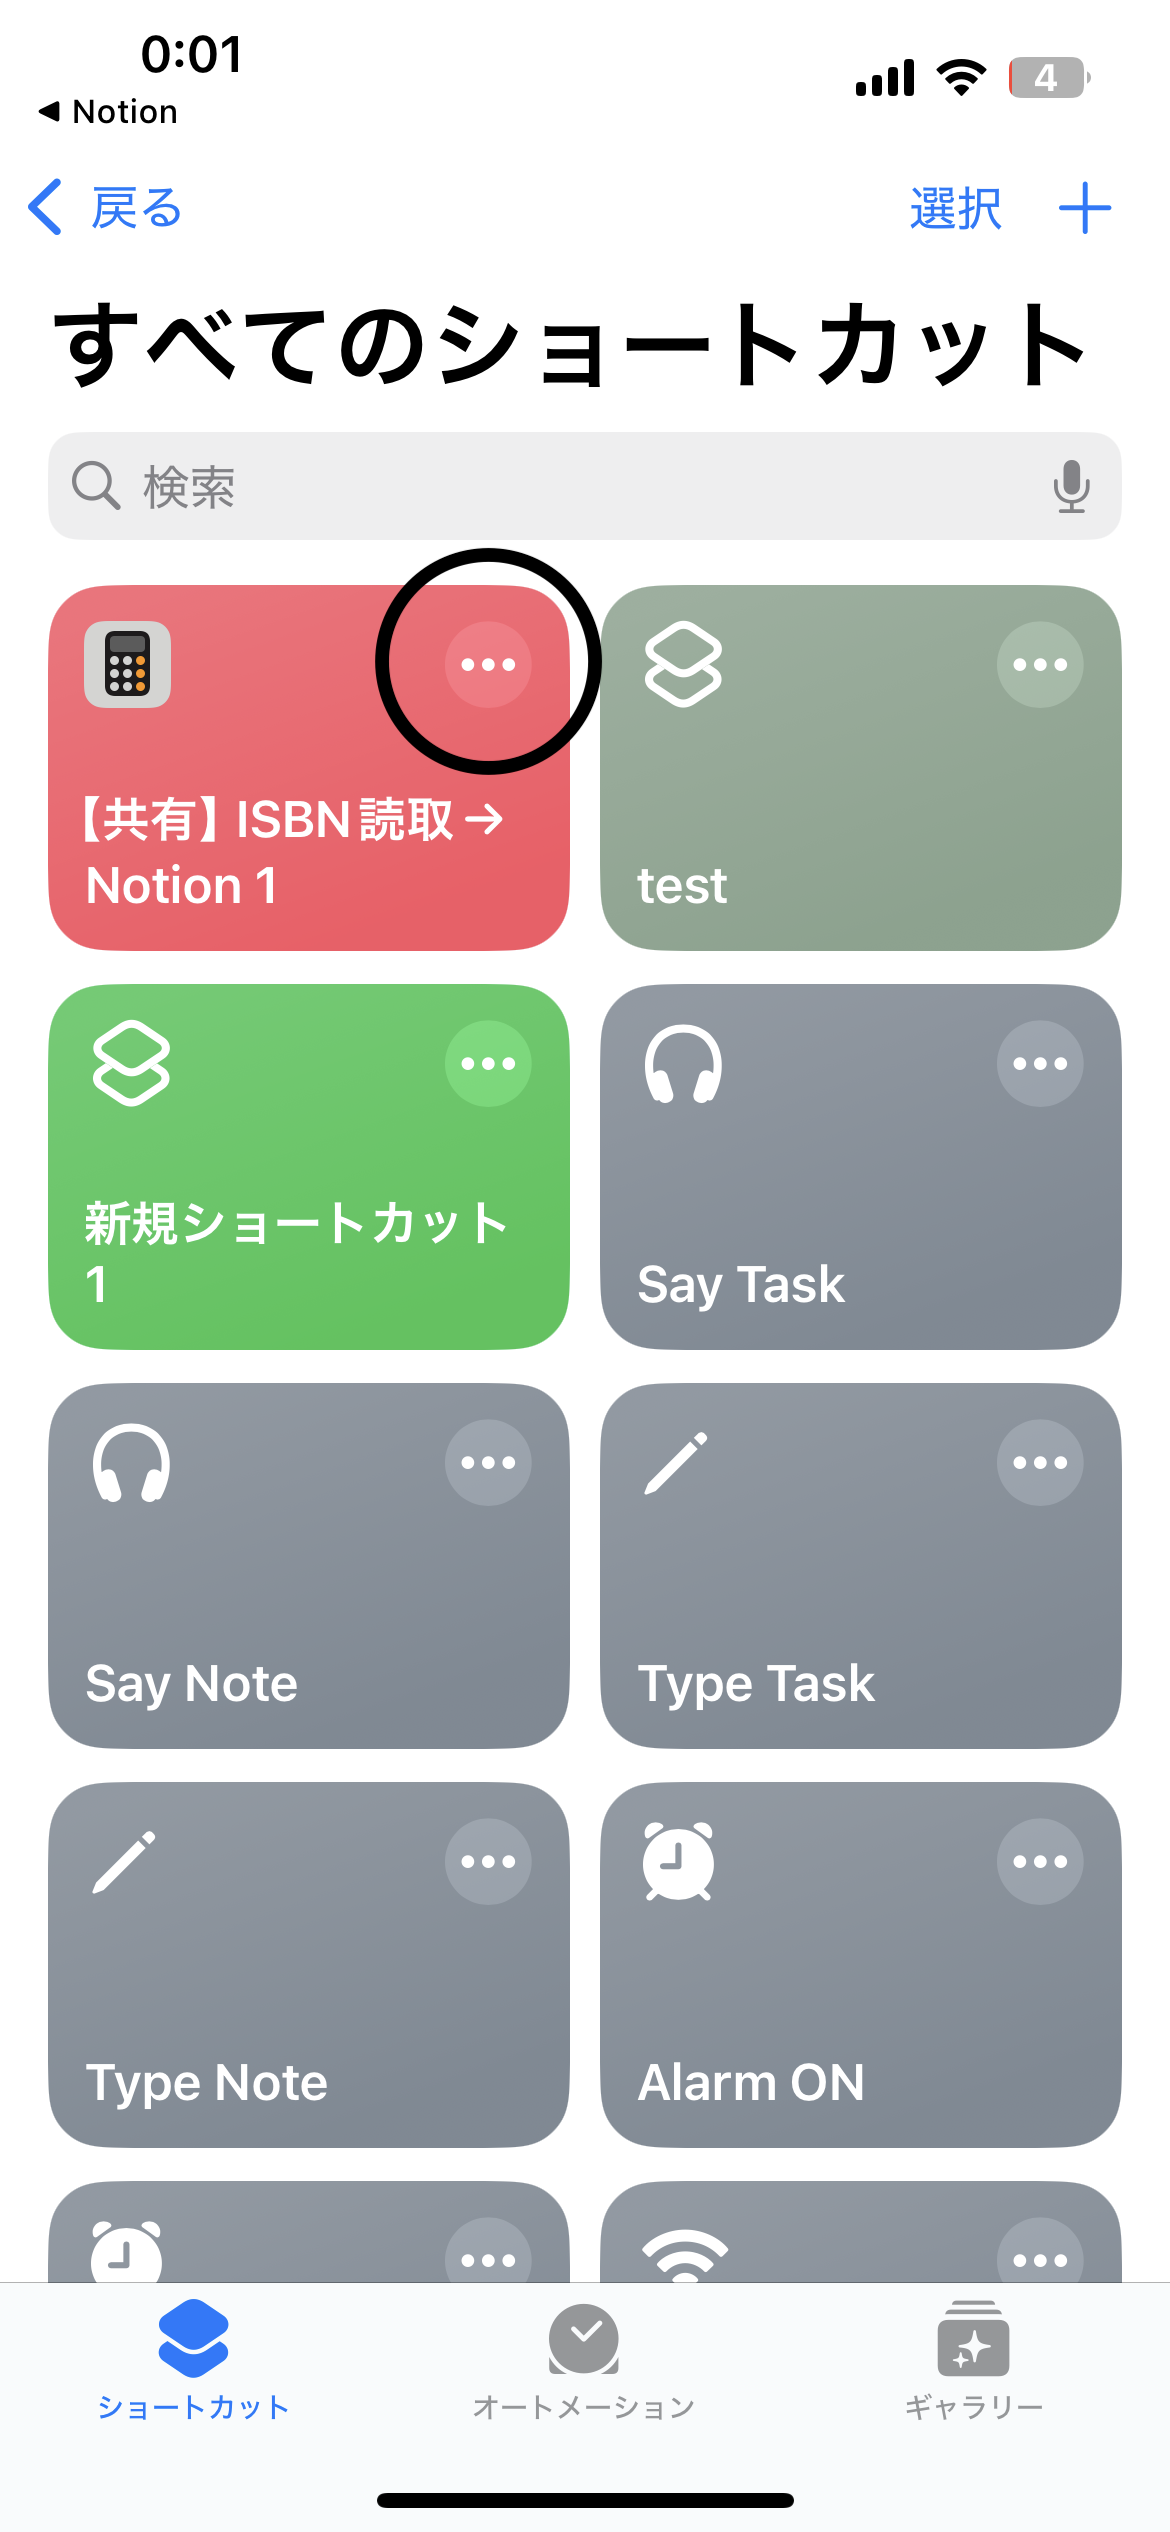 0:01
4
◀ Notion
戻る
選択
すべてのショートカット
検索
【共有】ISBN読取→
Notion 1
test
新規ショートカット
1
Say Task
Say Note
Type Task
Type Note
Alarm ON
ショートカット
オートメーション
ギャラリー